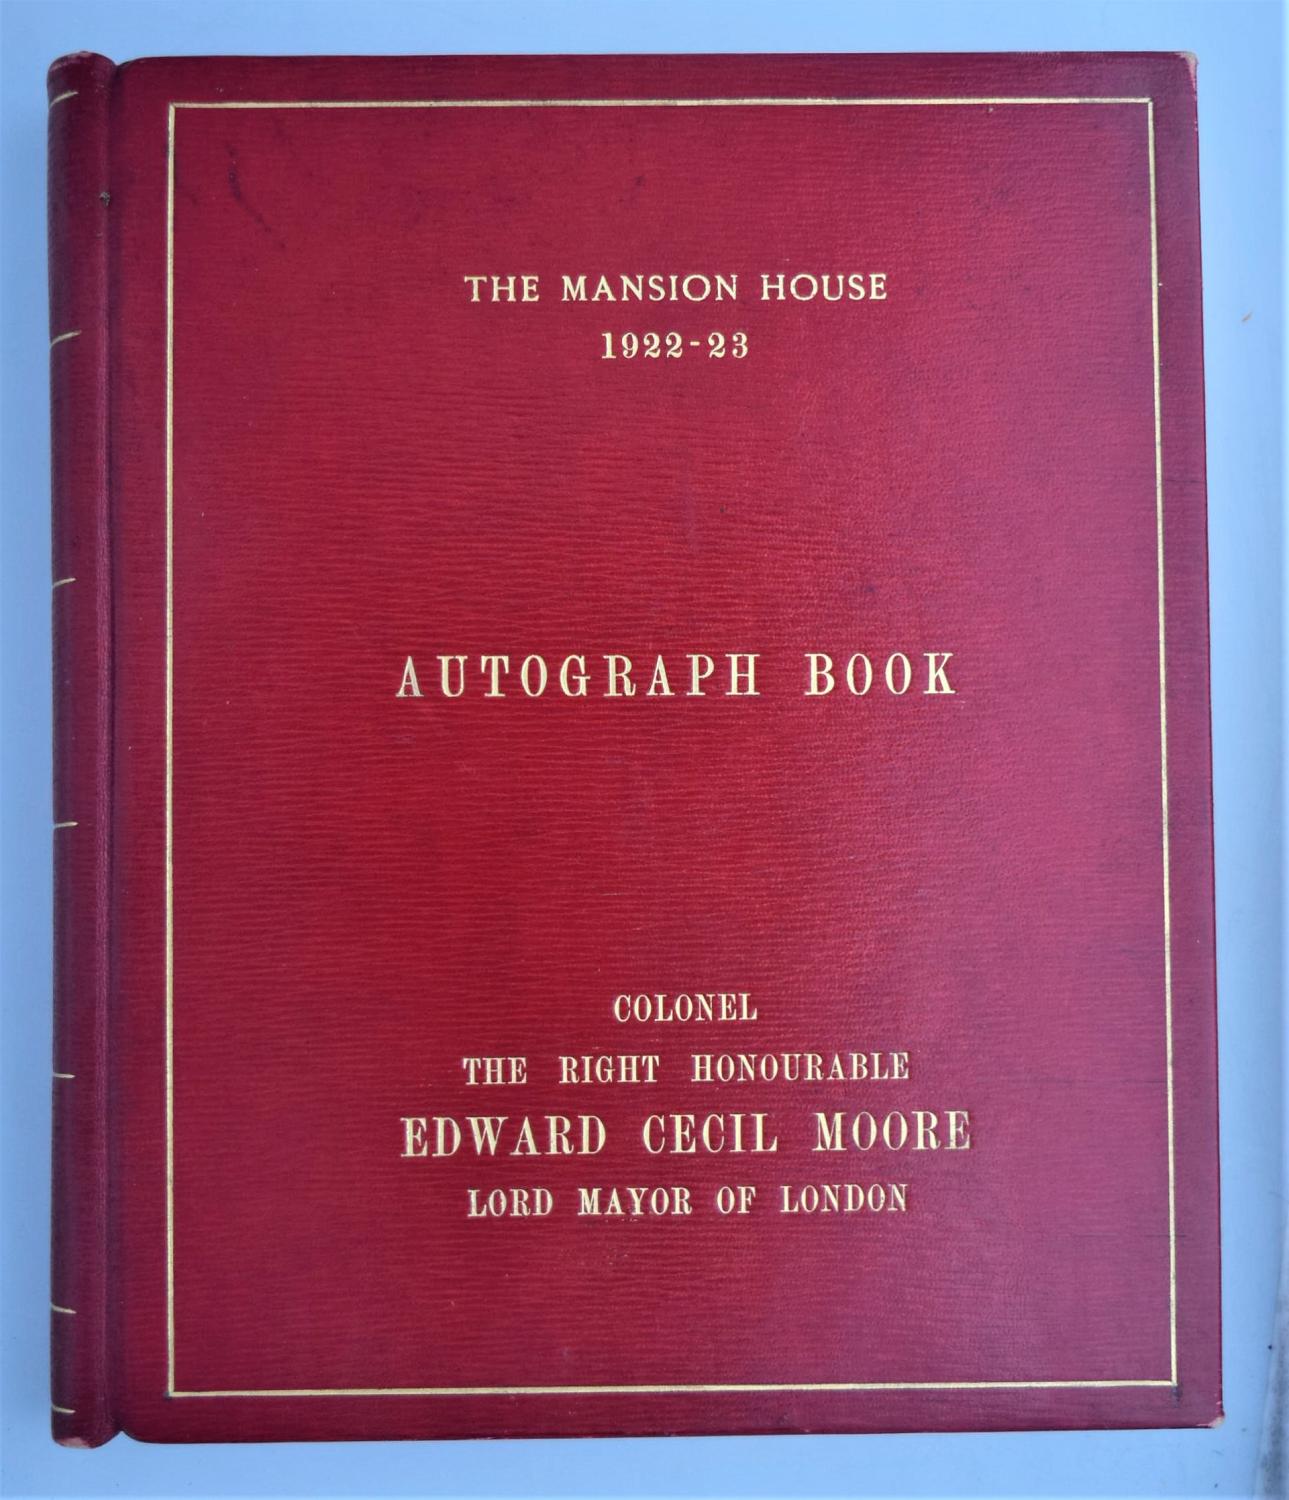 THE MANSION HOUSE
1922-23
AUTOGRAPH BOOK
COLONEL
THE RIGHT HONOURABLE
EDWARD CECIL MOORE
LORD MAYOR OF LONDON